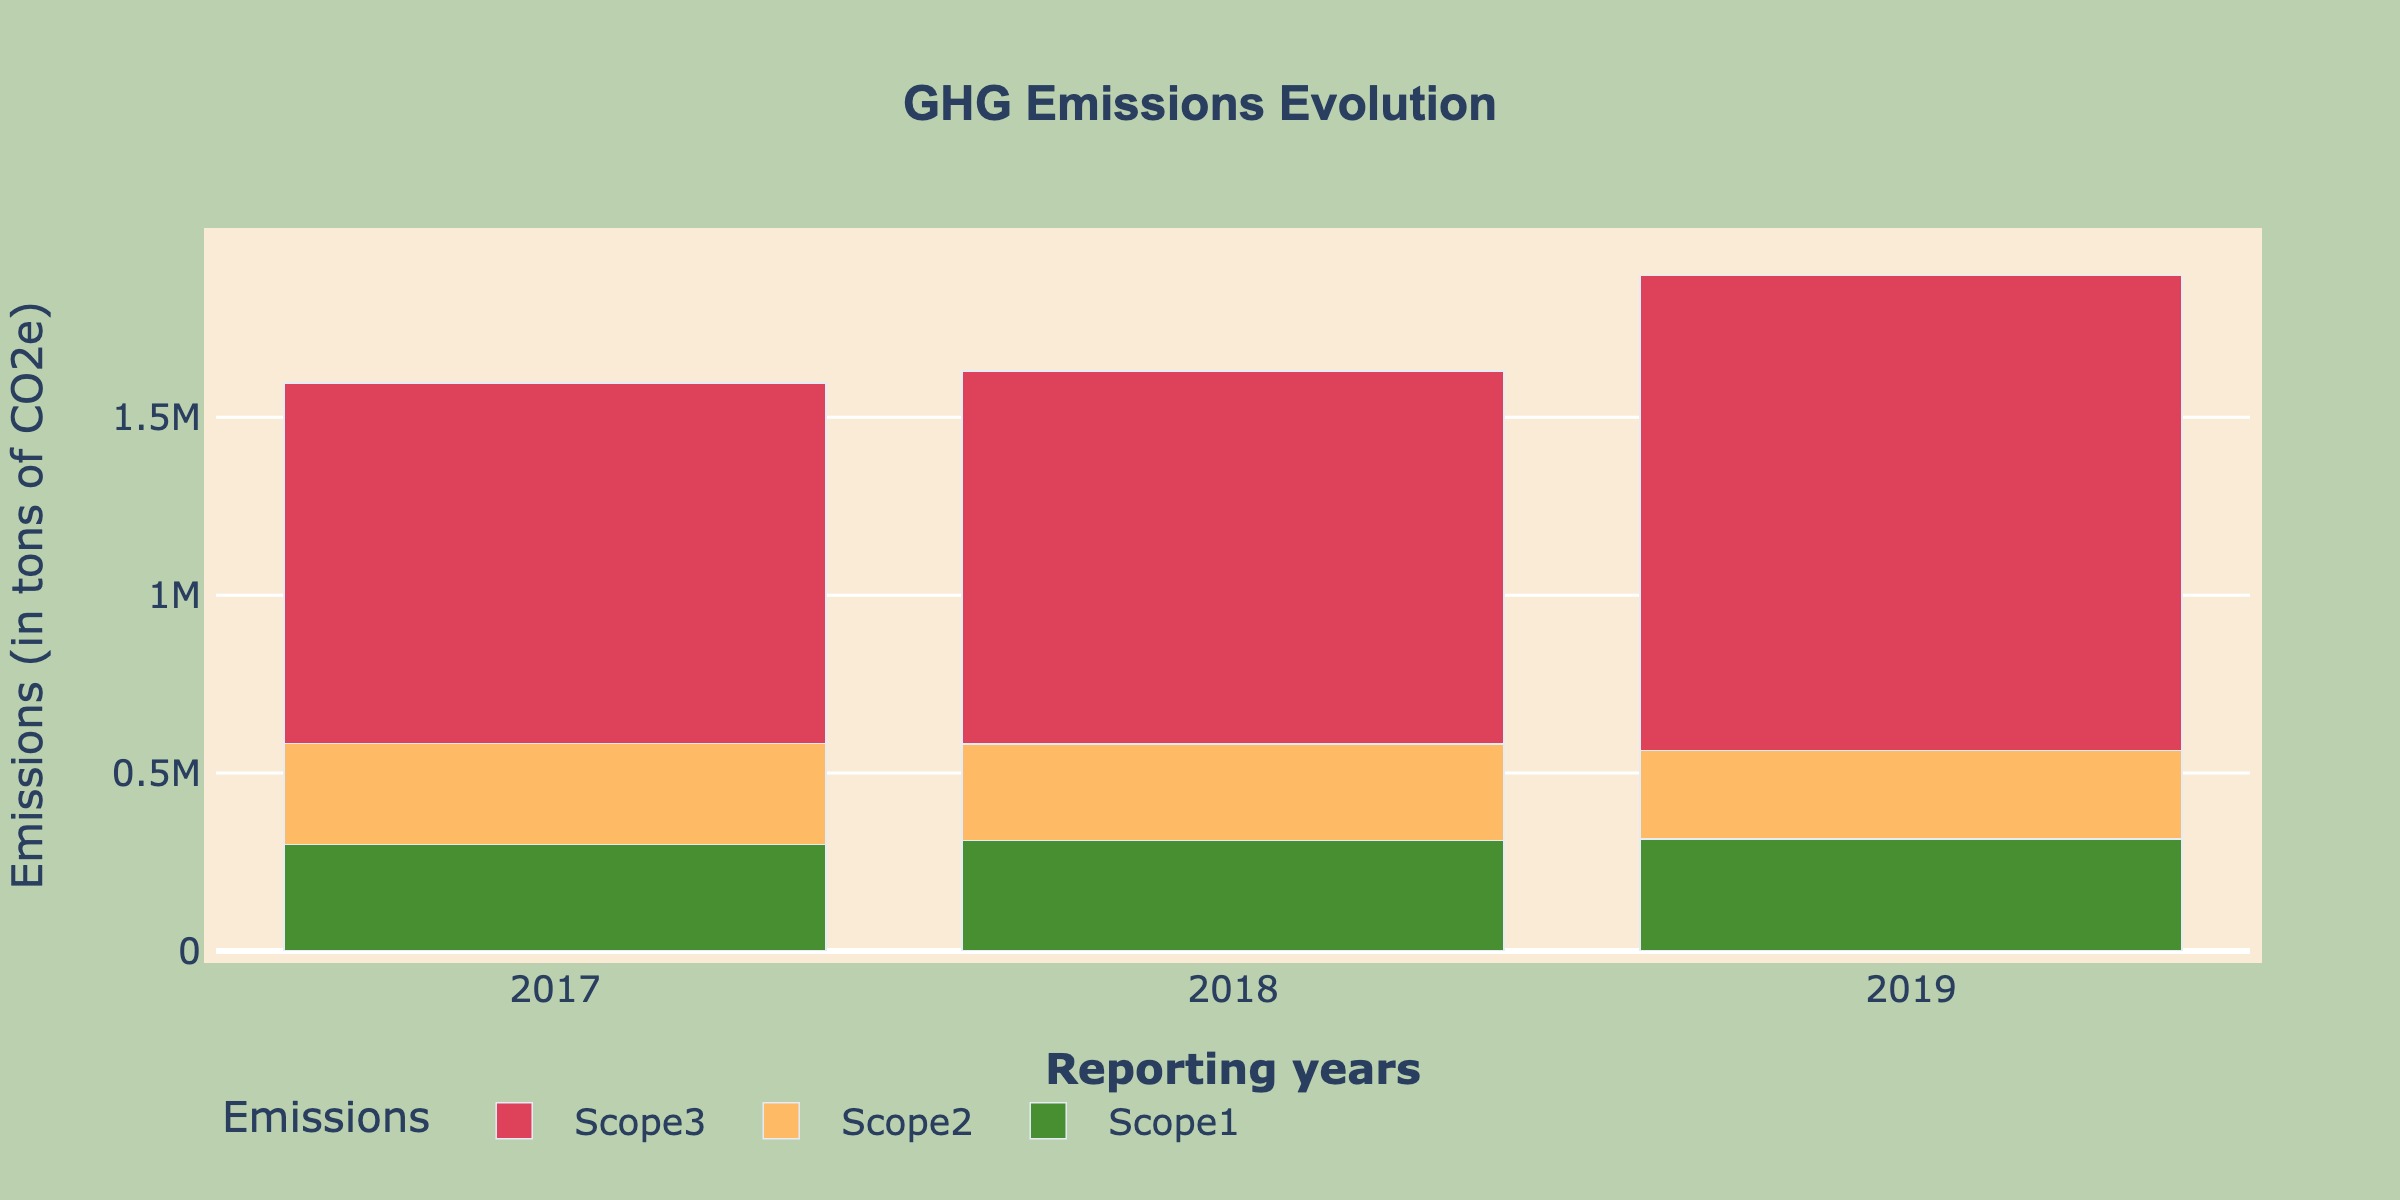 GHG Emissions Evolution
Emissions (in tons of CO2e)
1.5M
1M
0.5M
0
2017 2018 2019
Reporting years
Emissions Scope3 Scope2 Scope1